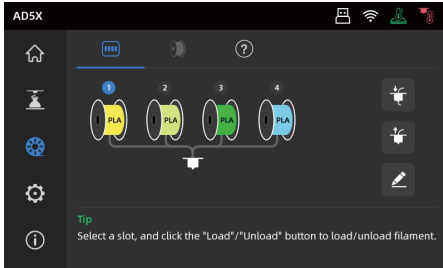 AD5X
?
1 2 3 4
PLA PLA PLA PLA
Tip
Select a slot, and click the "Load"/"Unload" button to load/unload filament.